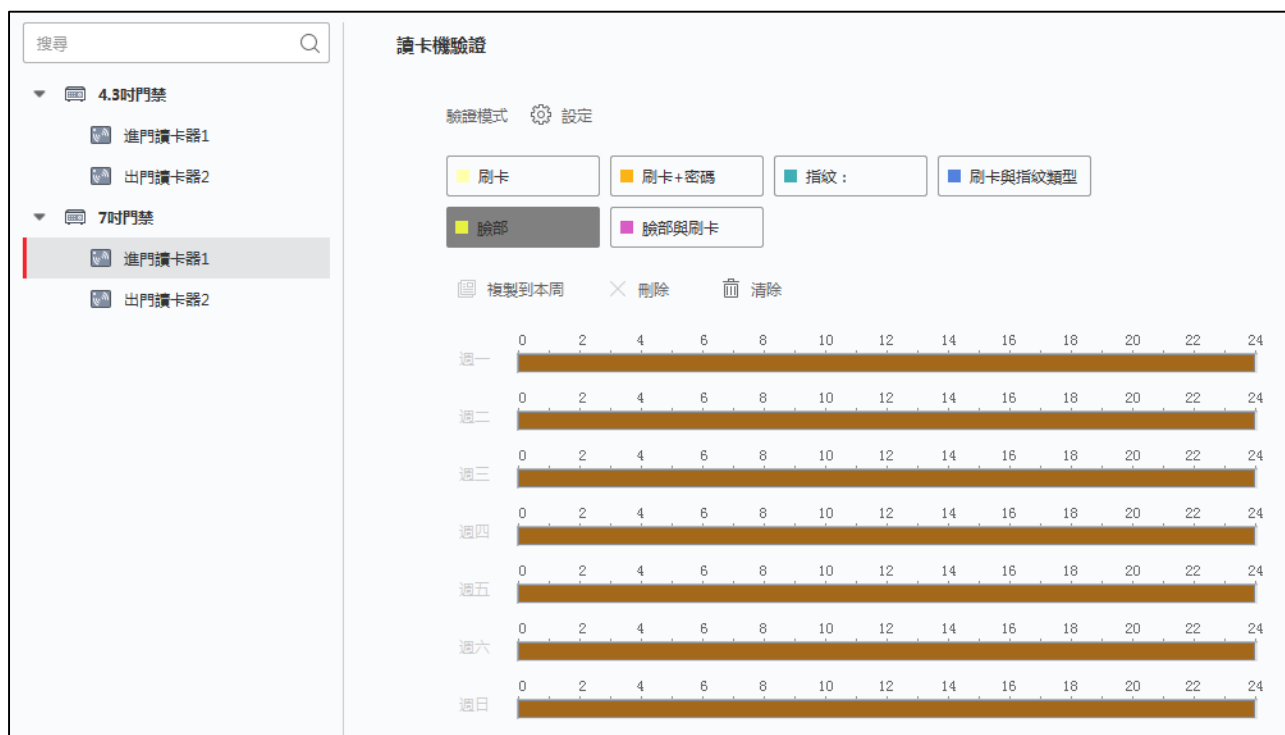 搜尋
4.3吋門禁
進門讀卡器1
出門讀卡器2
7吋門禁
進門讀卡器1
出門讀卡器2
讀卡機驗證
驗證模式 設定
刷卡 刷卡+密碼 指紋： 刷卡與指紋類型
臉部 臉部與刷卡
複製到本周 刪除 清除
0 2 4 6 8 10 12 14 16 18 20 22 24
週一
0 2 4 6 8 10 12 14 16 18 20 22 24
週二
0 2 4 6 8 10 12 14 16 18 20 22 24
週三
0 2 4 6 8 10 12 14 16 18 20 22 24
週四
0 2 4 6 8 10 12 14 16 18 20 22 24
週五
0 2 4 6 8 10 12 14 16 18 20 22 24
週六
0 2 4 6 8 10 12 14 16 18 20 22 24
週日